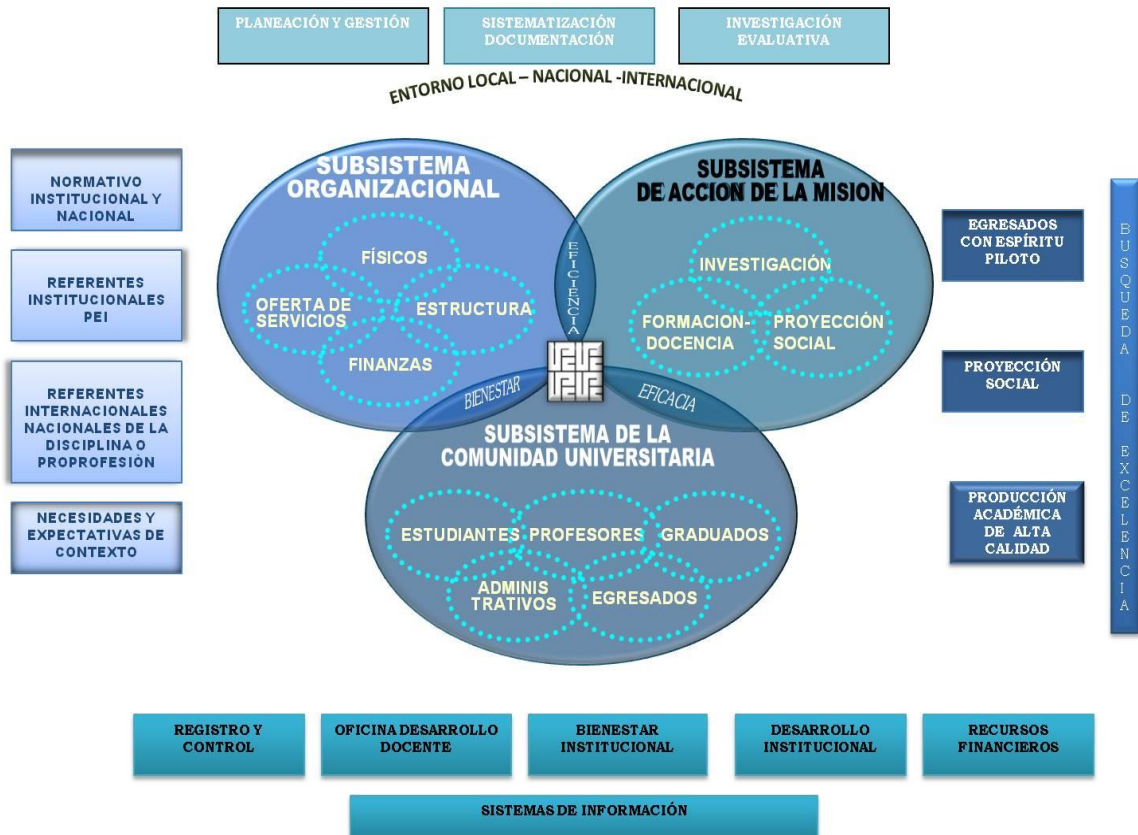 PLANEACIÓN Y GESTIÓN
SISTEMATIZACIÓN
DOCUMENTACIÓN
INVESTIGACIÓN
EVALUATIVA
ENTORNO LOCAL – NACIONAL -INTERNACIONAL
NORMATIVO
INSTITUCIONAL Y
NACIONAL
REFERENTES
INSTITUCIONALES
PEI
REFERENTES
INTERNACIONALES
NACIONALES DE LA
DISCIPLINA O
PROPROFESIÓN
NECESIDADES Y
EXPECTATIVAS DE
CONTEXTO
SUBSISTEMA
ORGANIZACIONAL
FÍSICOS
OFERTA DE
SERVICIOS
ESTRUCTURA
FINANZAS
EFICIENCIA
SUBSISTEMA
DE ACCION DE LA MISION
INVESTIGACIÓN
FORMACION-
DOCENCIA
PROYECCIÓN
SOCIAL
BIENESTAR
EFICACIA
SUBSISTEMA DE LA
COMUNIDAD UNIVERSITARIA
ESTUDIANTES
PROFESORES
GRADUADOS
ADMINIS
TRATIVOS
EGRESADOS
EGRESADOS
CON ESPÍRITU
PILOTO
PROYECCIÓN
SOCIAL
PRODUCCIÓN
ACADÉMICA
DE ALTA
CALIDAD
BUSQUEDA DE EXCELENCIA
REGISTRO Y
CONTROL
OFICINA DESARROLLO
DOCENTE
BIENESTAR
INSTITUCIONAL
DESARROLLO
INSTITUCIONAL
RECURSOS
FINANCIEROS
SISTEMAS DE INFORMACIÓN